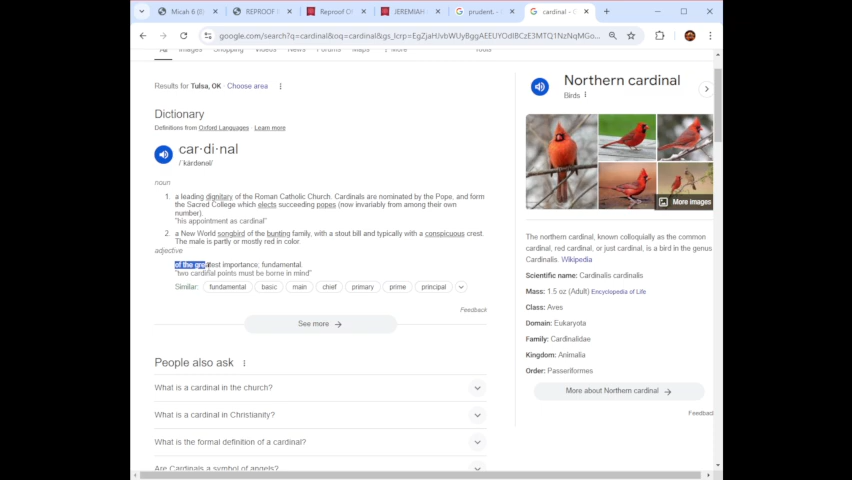 Micah 6 (
REPROOF
Reproof O
JEREMIAH
prudent. -
cardinal - G
google.com/search?q=cardinal&oq=cardinal&gs_lcrp=EgZjaHJvbWUyBggAEEUYOdIBCzE3MTQ1NzNqMGo...
All Images Shopping Videos News Forums Maps More Tools
Results for Tulsa, OK · Choose area
Dictionary
Definitions from Oxford Languages · Learn more
car·di·nal
/ˈkärdənəl/
noun
1. a leading dignitary of the Roman Catholic Church. Cardinals are nominated by the Pope, and form
the Sacred College which elects succeeding popes (now invariably from among their own
number).
"his appointment as cardinal"
2. a New World songbird of the bunting family, with a stout bill and typically with a conspicuous crest.
The male is partly or mostly red in color.
adjective
of the greatest importance; fundamental.
"two cardinal points must be borne in mind"
Similar: fundamental basic main chief primary prime principal
Feedback
See more →
People also ask
What is a cardinal in the church?
What is a cardinal in Christianity?
What is the formal definition of a cardinal?
Are Cardinals a symbol of angels?
Northern cardinal
Birds
More images
The northern cardinal, known colloquially as the common
cardinal, red cardinal, or just cardinal, is a bird in the genus
Cardinalis. Wikipedia
Scientific name: Cardinalis cardinalis
Mass: 1.5 oz (Adult) Encyclopedia of Life
Class: Aves
Domain: Eukaryota
Family: Cardinalidae
Kingdom: Animalia
Order: Passeriformes
More about Northern cardinal →
Feedback